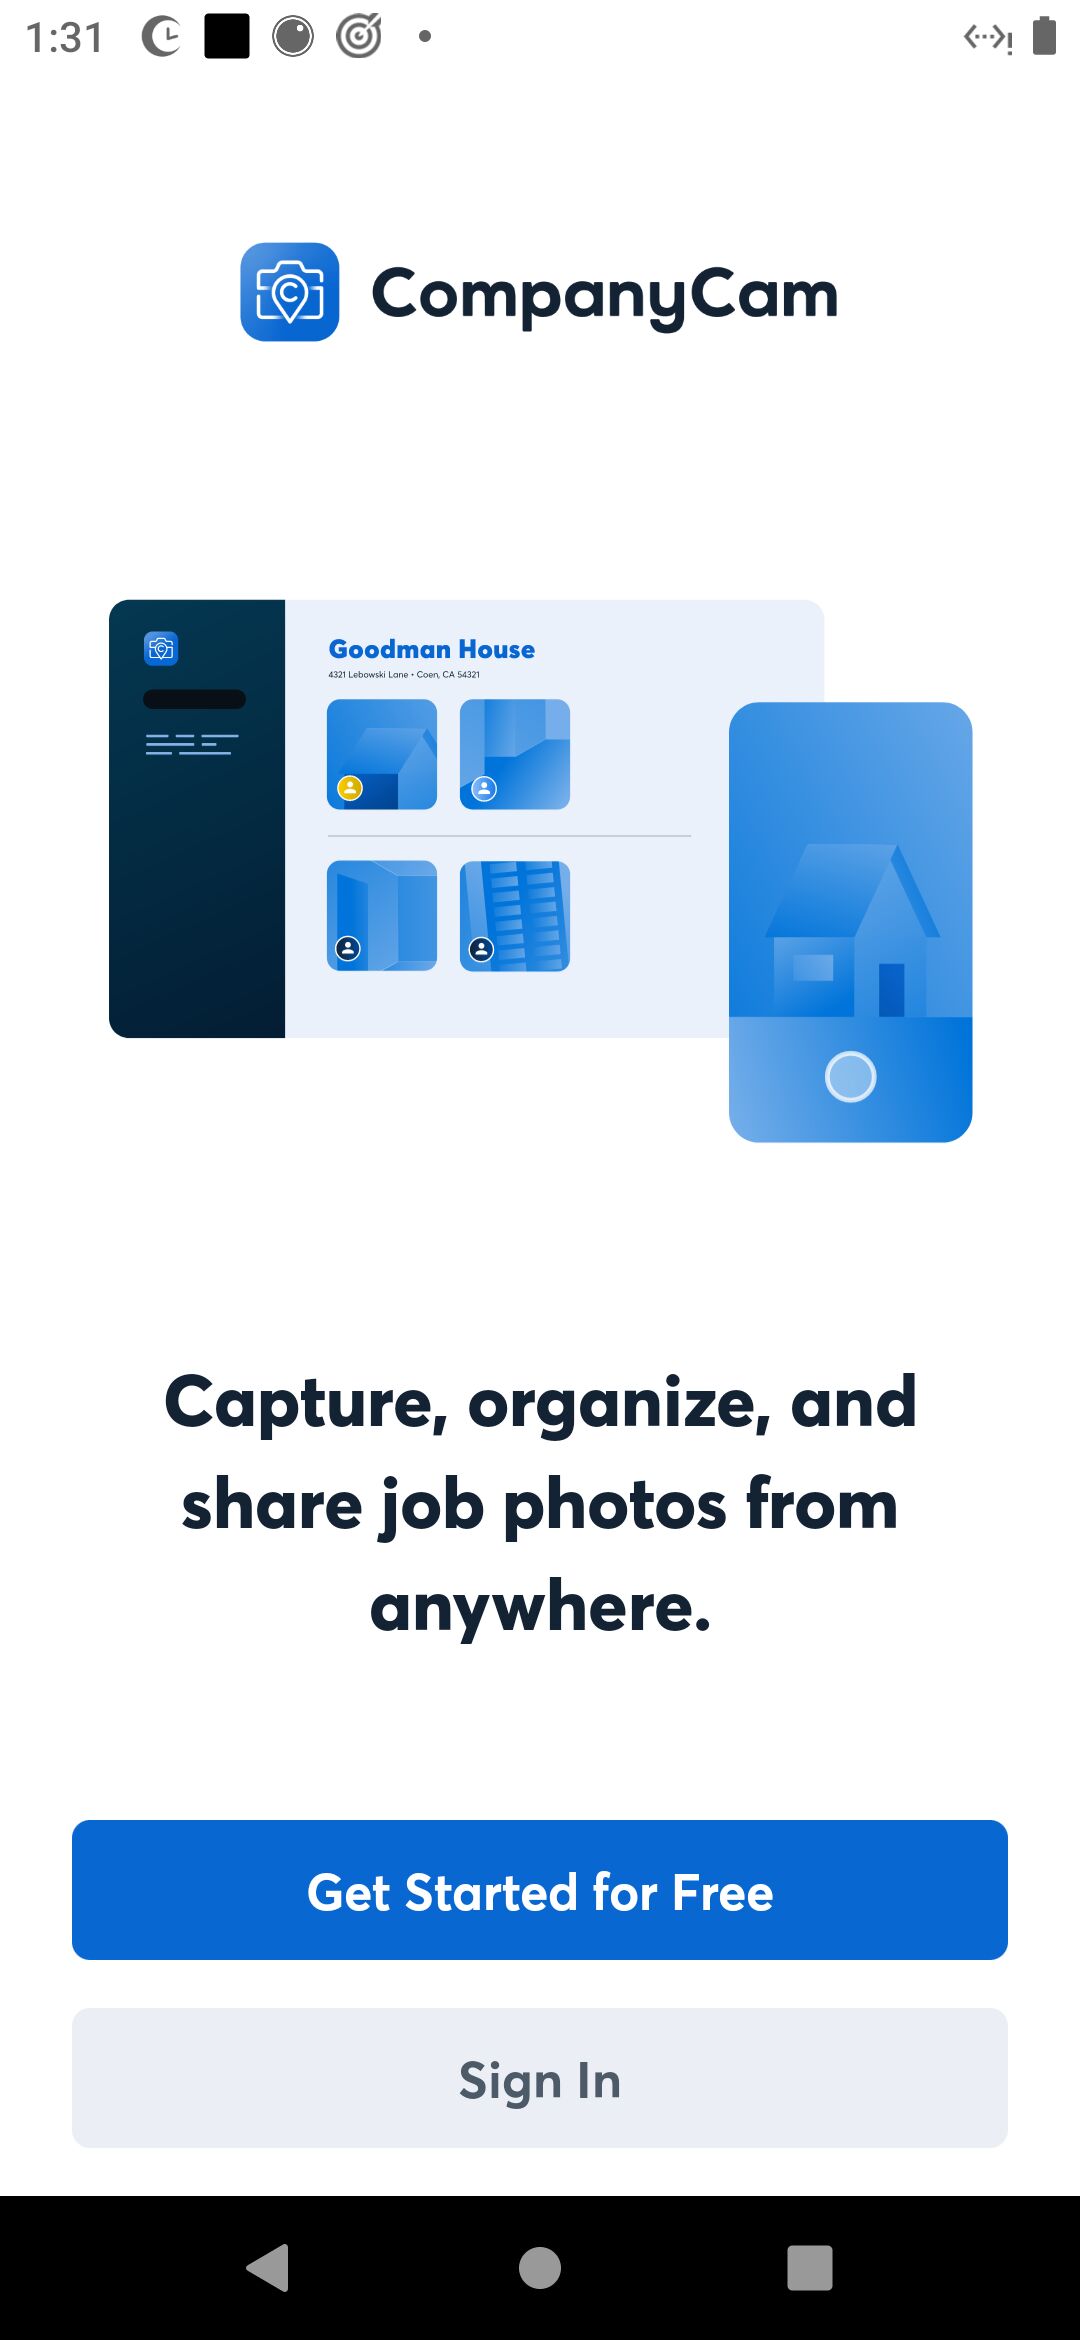 1:31
CompanyCam
Goodman House
4321 Lebowski Lane • Coen, CA 54321
Capture, organize, and
share job photos from
anywhere.
Get Started for Free
Sign In